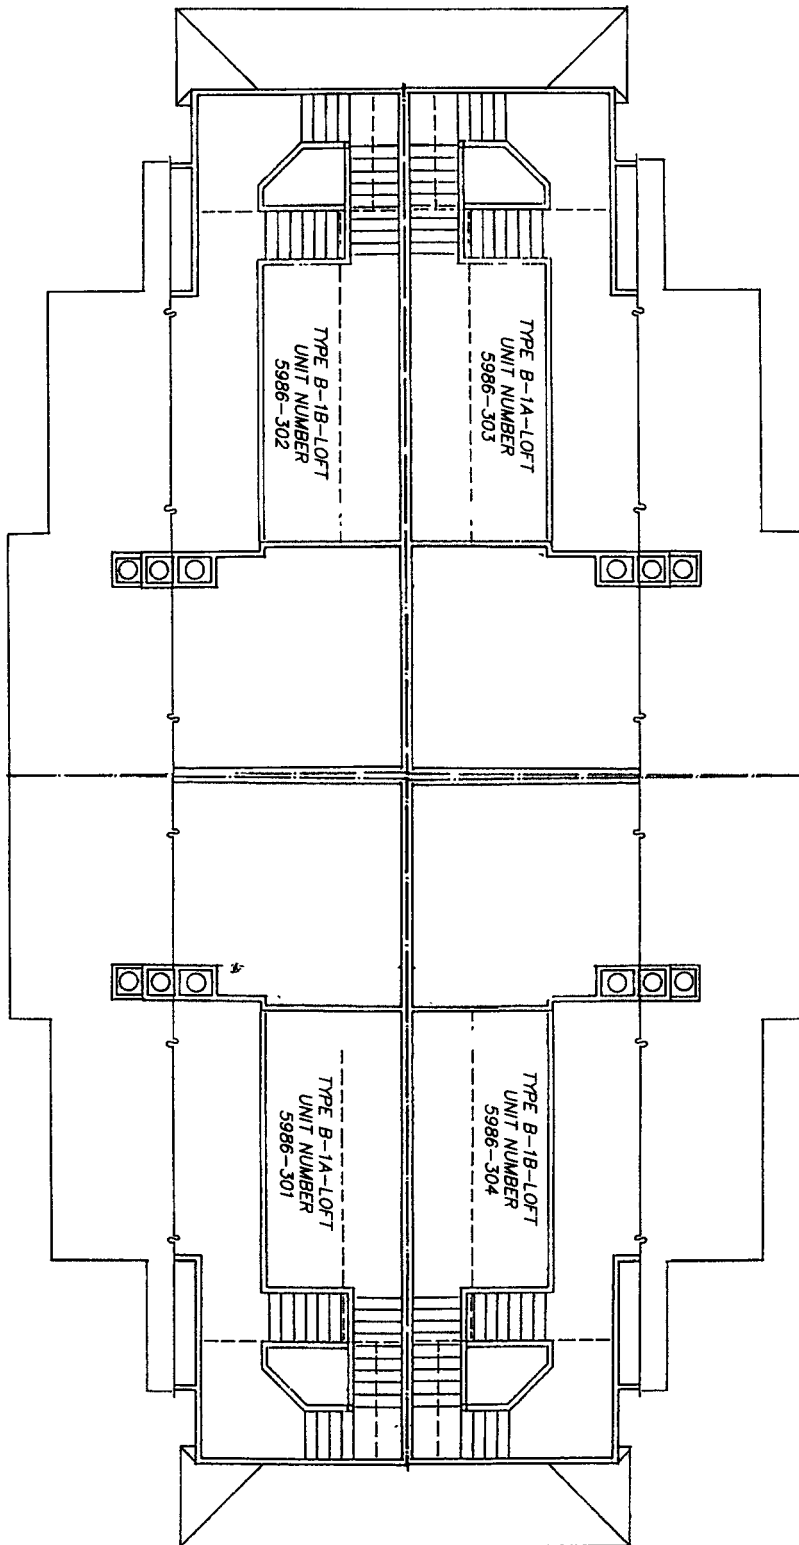 TYPE B-1B-LOFT
UNIT NUMBER
5986-302
TYPE B-1A-LOFT
UNIT NUMBER
5986-303
TYPE B-1A-LOFT
UNIT NUMBER
5986-301
TYPE B-1B-LOFT
UNIT NUMBER
5986-304